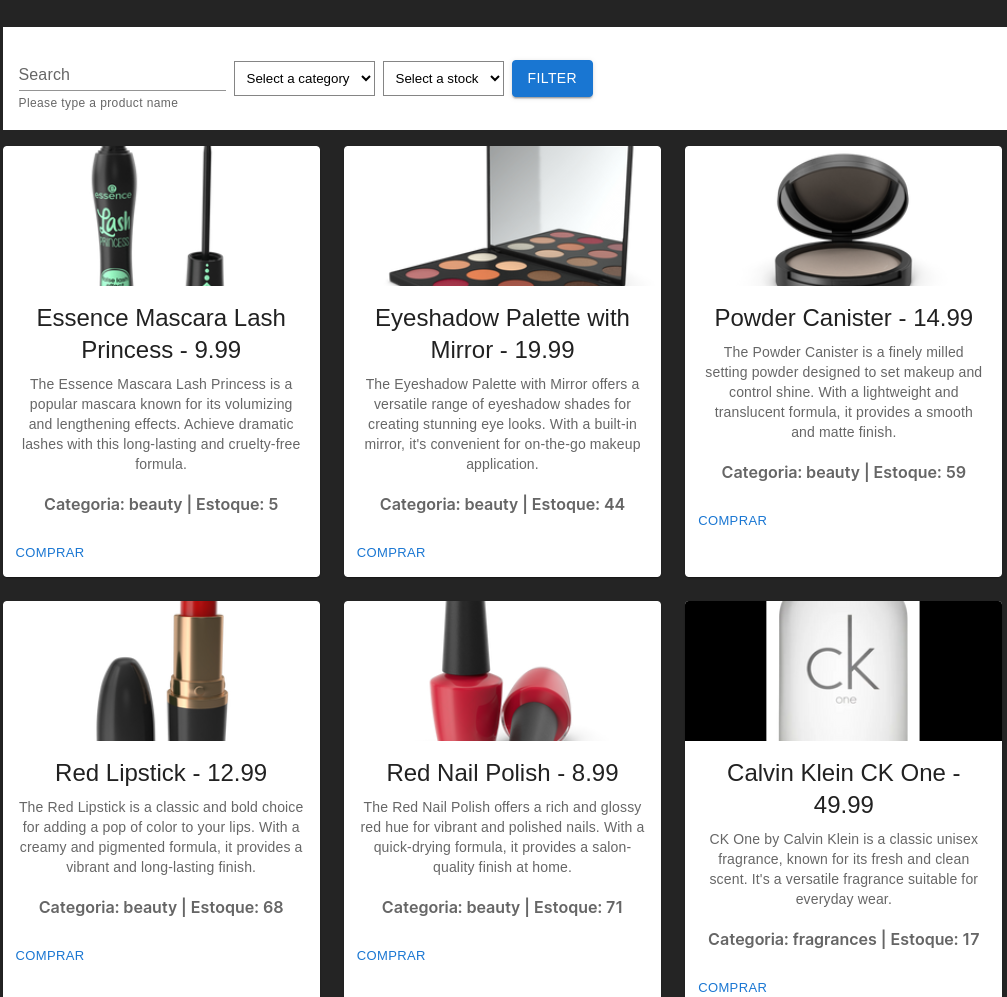 Search
Select a category
Select a stock
FILTER
Please type a product name
essence
Lash
PRINCESS
Essence Mascara Lash
Princess - 9.99
The Essence Mascara Lash Princess is a
popular mascara known for its volumizing
and lengthening effects. Achieve dramatic
lashes with this long-lasting and cruelty-free
formula.
Categoria: beauty | Estoque: 5
COMPRAR
Eyeshadow Palette with
Mirror - 19.99
The Eyeshadow Palette with Mirror offers a
versatile range of eyeshadow shades for
creating stunning eye looks. With a built-in
mirror, it's convenient for on-the-go makeup
application.
Categoria: beauty | Estoque: 44
COMPRAR
Powder Canister - 14.99
The Powder Canister is a finely milled
setting powder designed to set makeup and
control shine. With a lightweight and
translucent formula, it provides a smooth
and matte finish.
Categoria: beauty | Estoque: 59
COMPRAR
Red Lipstick - 12.99
The Red Lipstick is a classic and bold choice
for adding a pop of color to your lips. With a
creamy and pigmented formula, it provides a
vibrant and long-lasting finish.
Categoria: beauty | Estoque: 68
COMPRAR
Red Nail Polish - 8.99
The Red Nail Polish offers a rich and glossy
red hue for vibrant and polished nails. With a
quick-drying formula, it provides a salon-
quality finish at home.
Categoria: beauty | Estoque: 71
COMPRAR
ck
one
Calvin Klein CK One -
49.99
CK One by Calvin Klein is a classic unisex
fragrance, known for its fresh and clean
scent. It's a versatile fragrance suitable for
everyday wear.
Categoria: fragrances | Estoque: 17
COMPRAR